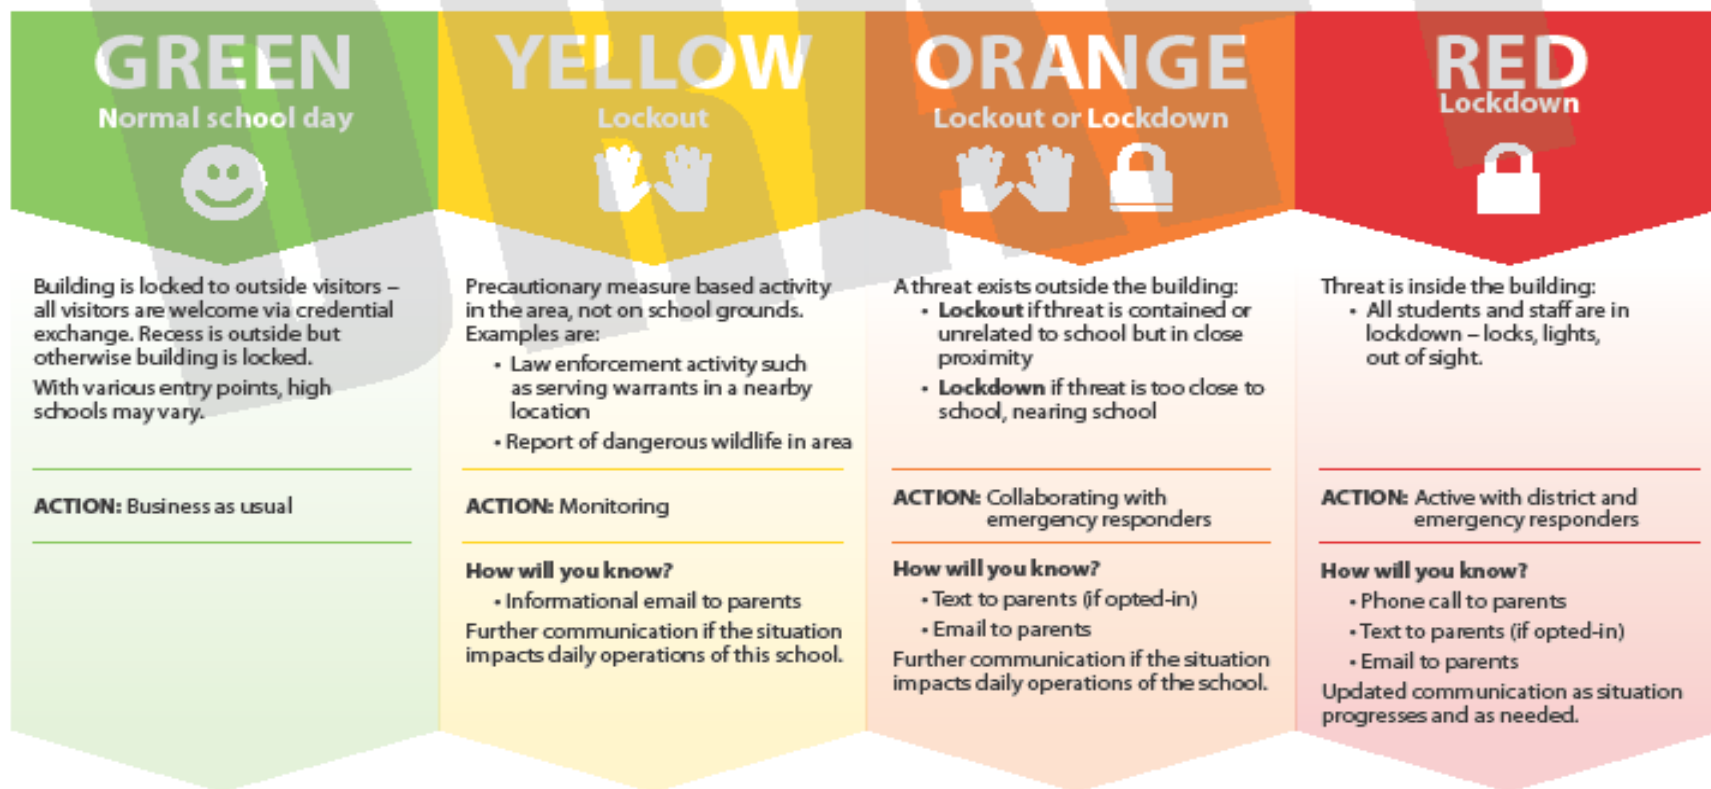 GREEN
Normal school day
Building is locked to outside visitors –
all visitors are welcome via credential
exchange. Recess is outside but
otherwise building is locked.
With various entry points, high
schools may vary.
ACTION: Business as usual
YELLOW
Lockout
Precautionary measure based activity
in the area, not on school grounds.
Examples are:
• Law enforcement activity such
as serving warrants in a nearby
location
• Report of dangerous wildlife in area
ACTION: Monitoring
How will you know?
• Informational email to parents
Further communication if the situation
impacts daily operations of this school.
ORANGE
Lockout or Lockdown
A threat exists outside the building:
• Lockout if threat is contained or
unrelated to school but in close
proximity
• Lockdown if threat is too close to
school, nearing school
ACTION: Collaborating with
emergency responders
How will you know?
• Text to parents (if opted-in)
• Email to parents
Further communication if the situation
impacts daily operations of the school.
RED
Lockdown
Threat is inside the building:
• All students and staff are in
lockdown – locks, lights,
out of sight.
ACTION: Active with district and
emergency responders
How will you know?
• Phone call to parents
• Text to parents (if opted-in)
• Email to parents
Updated communication as situation
progresses and as needed.